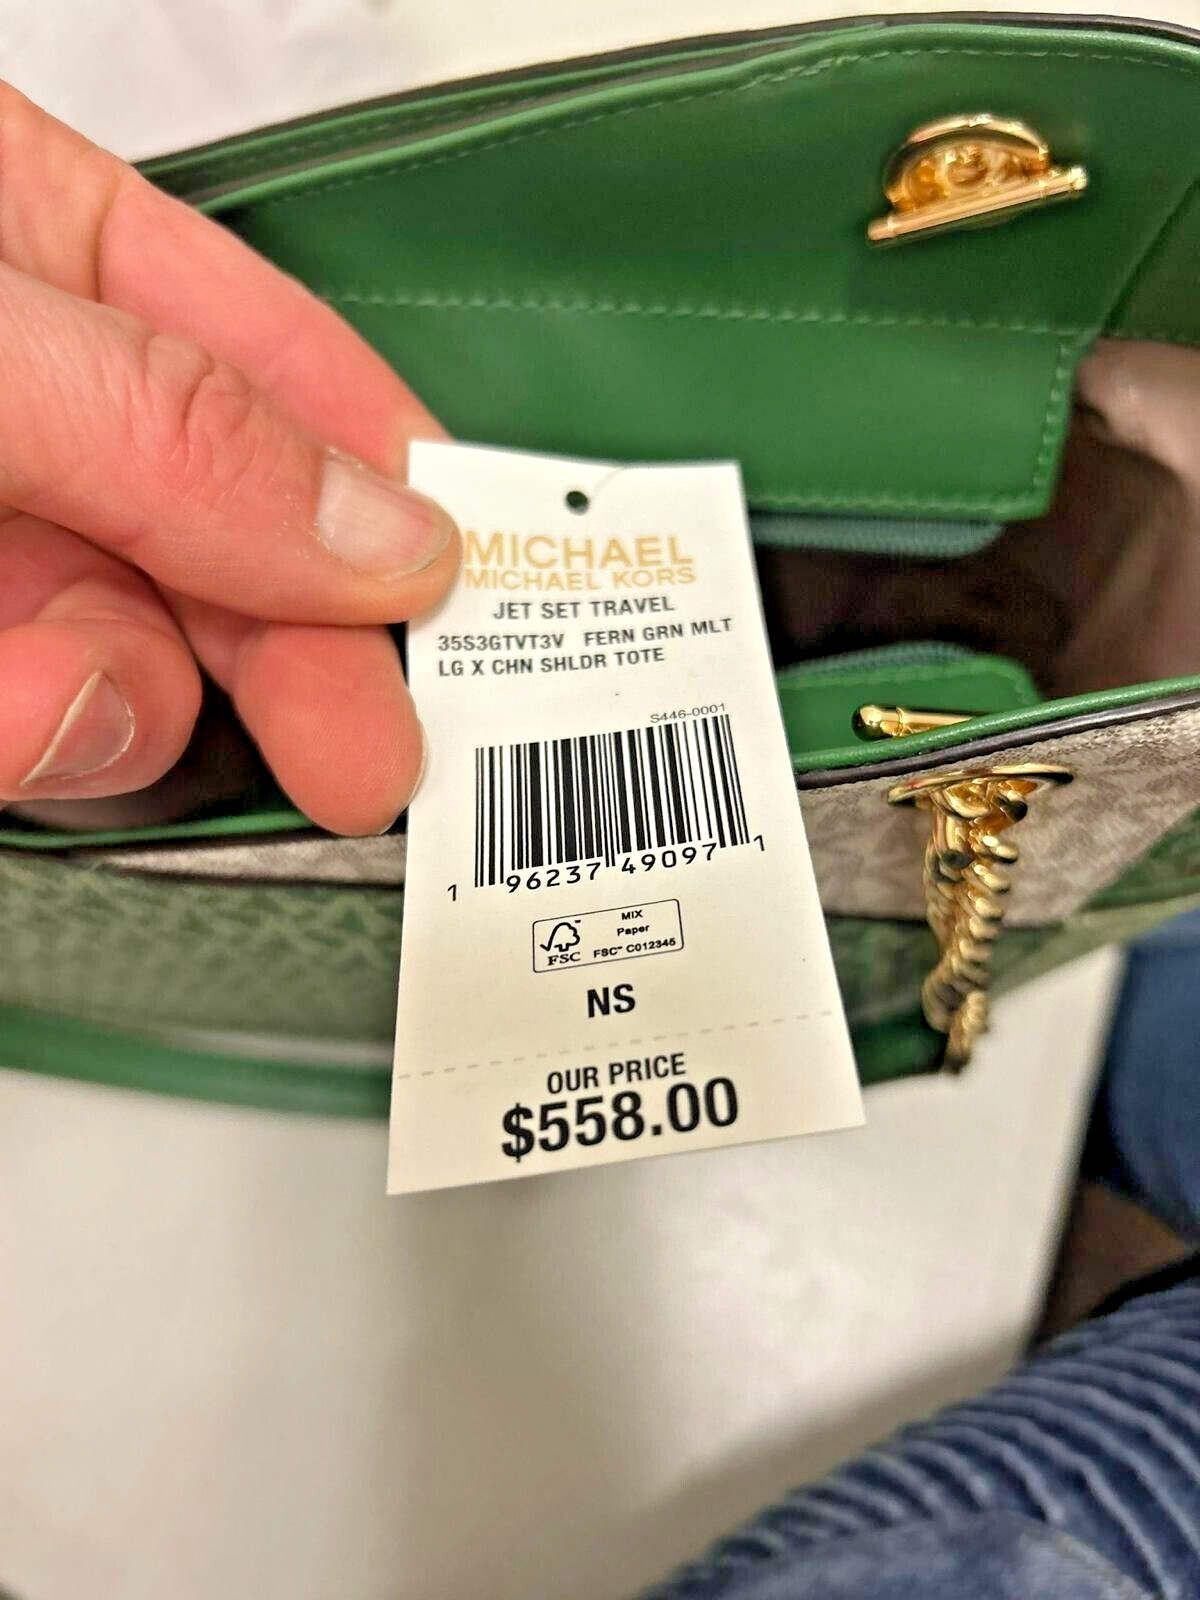 MICHAEL
MICHAEL KORS
JET SET TRAVEL
35S3GTVT3V FERN GRN MLT
LG X CHN SHLDR TOTE
S446-0001
1 96237 49097 1
FSC
MIX
Paper
FSC™ C012345
NS
OUR PRICE
$558.00